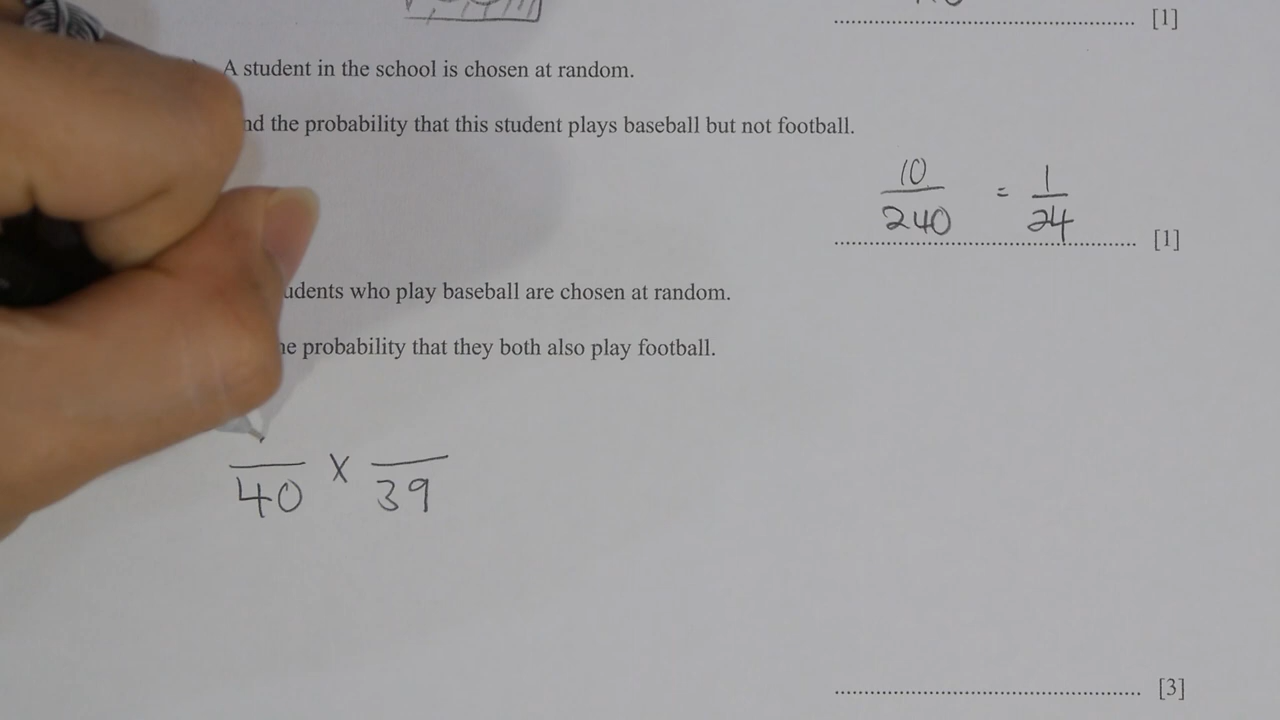 [1]
A student in the school is chosen at random.
the probability that this student plays baseball but not football.
10/240 = 1/24
[1]
who play baseball are chosen at random.
probability that they both also play football.
/40 × /39
[3]